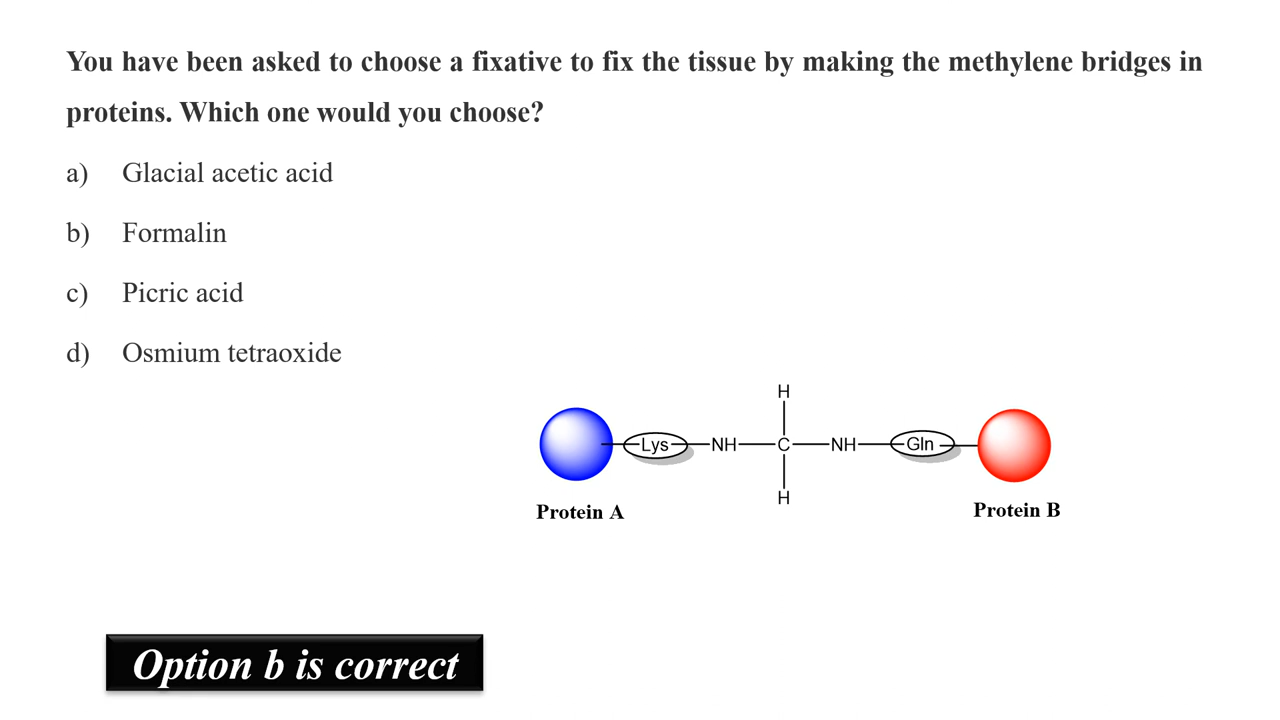 You have been asked to choose a fixative to fix the tissue by making the methylene bridges in
proteins. Which one would you choose?
a) Glacial acetic acid
b) Formalin
c) Picric acid
d) Osmium tetraoxide
H
Lys NH C NH Gln
H
Protein A Protein B
Option b is correct